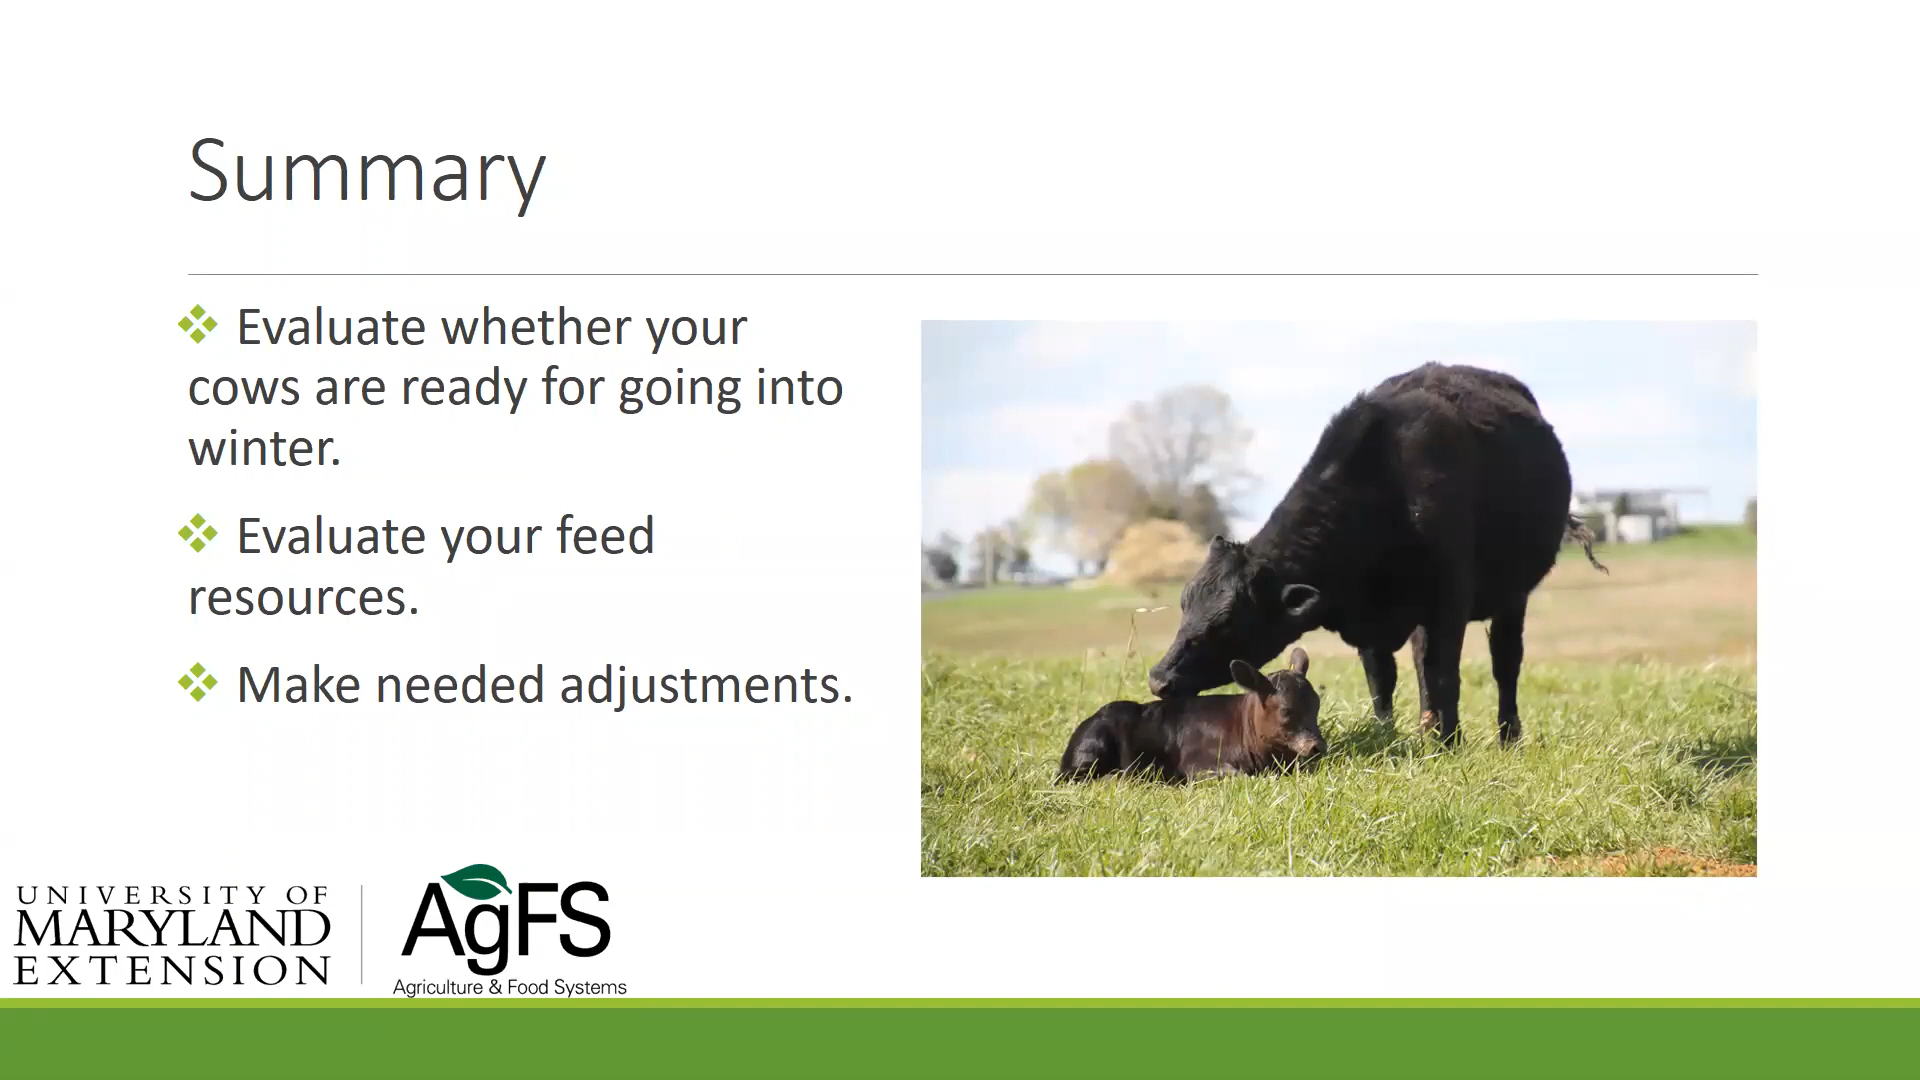 Summary
❖ Evaluate whether your
cows are ready for going into
winter.
❖ Evaluate your feed
resources.
❖ Make needed adjustments.
UNIVERSITY OF
MARYLAND
EXTENSION
AgFS
Agriculture & Food Systems